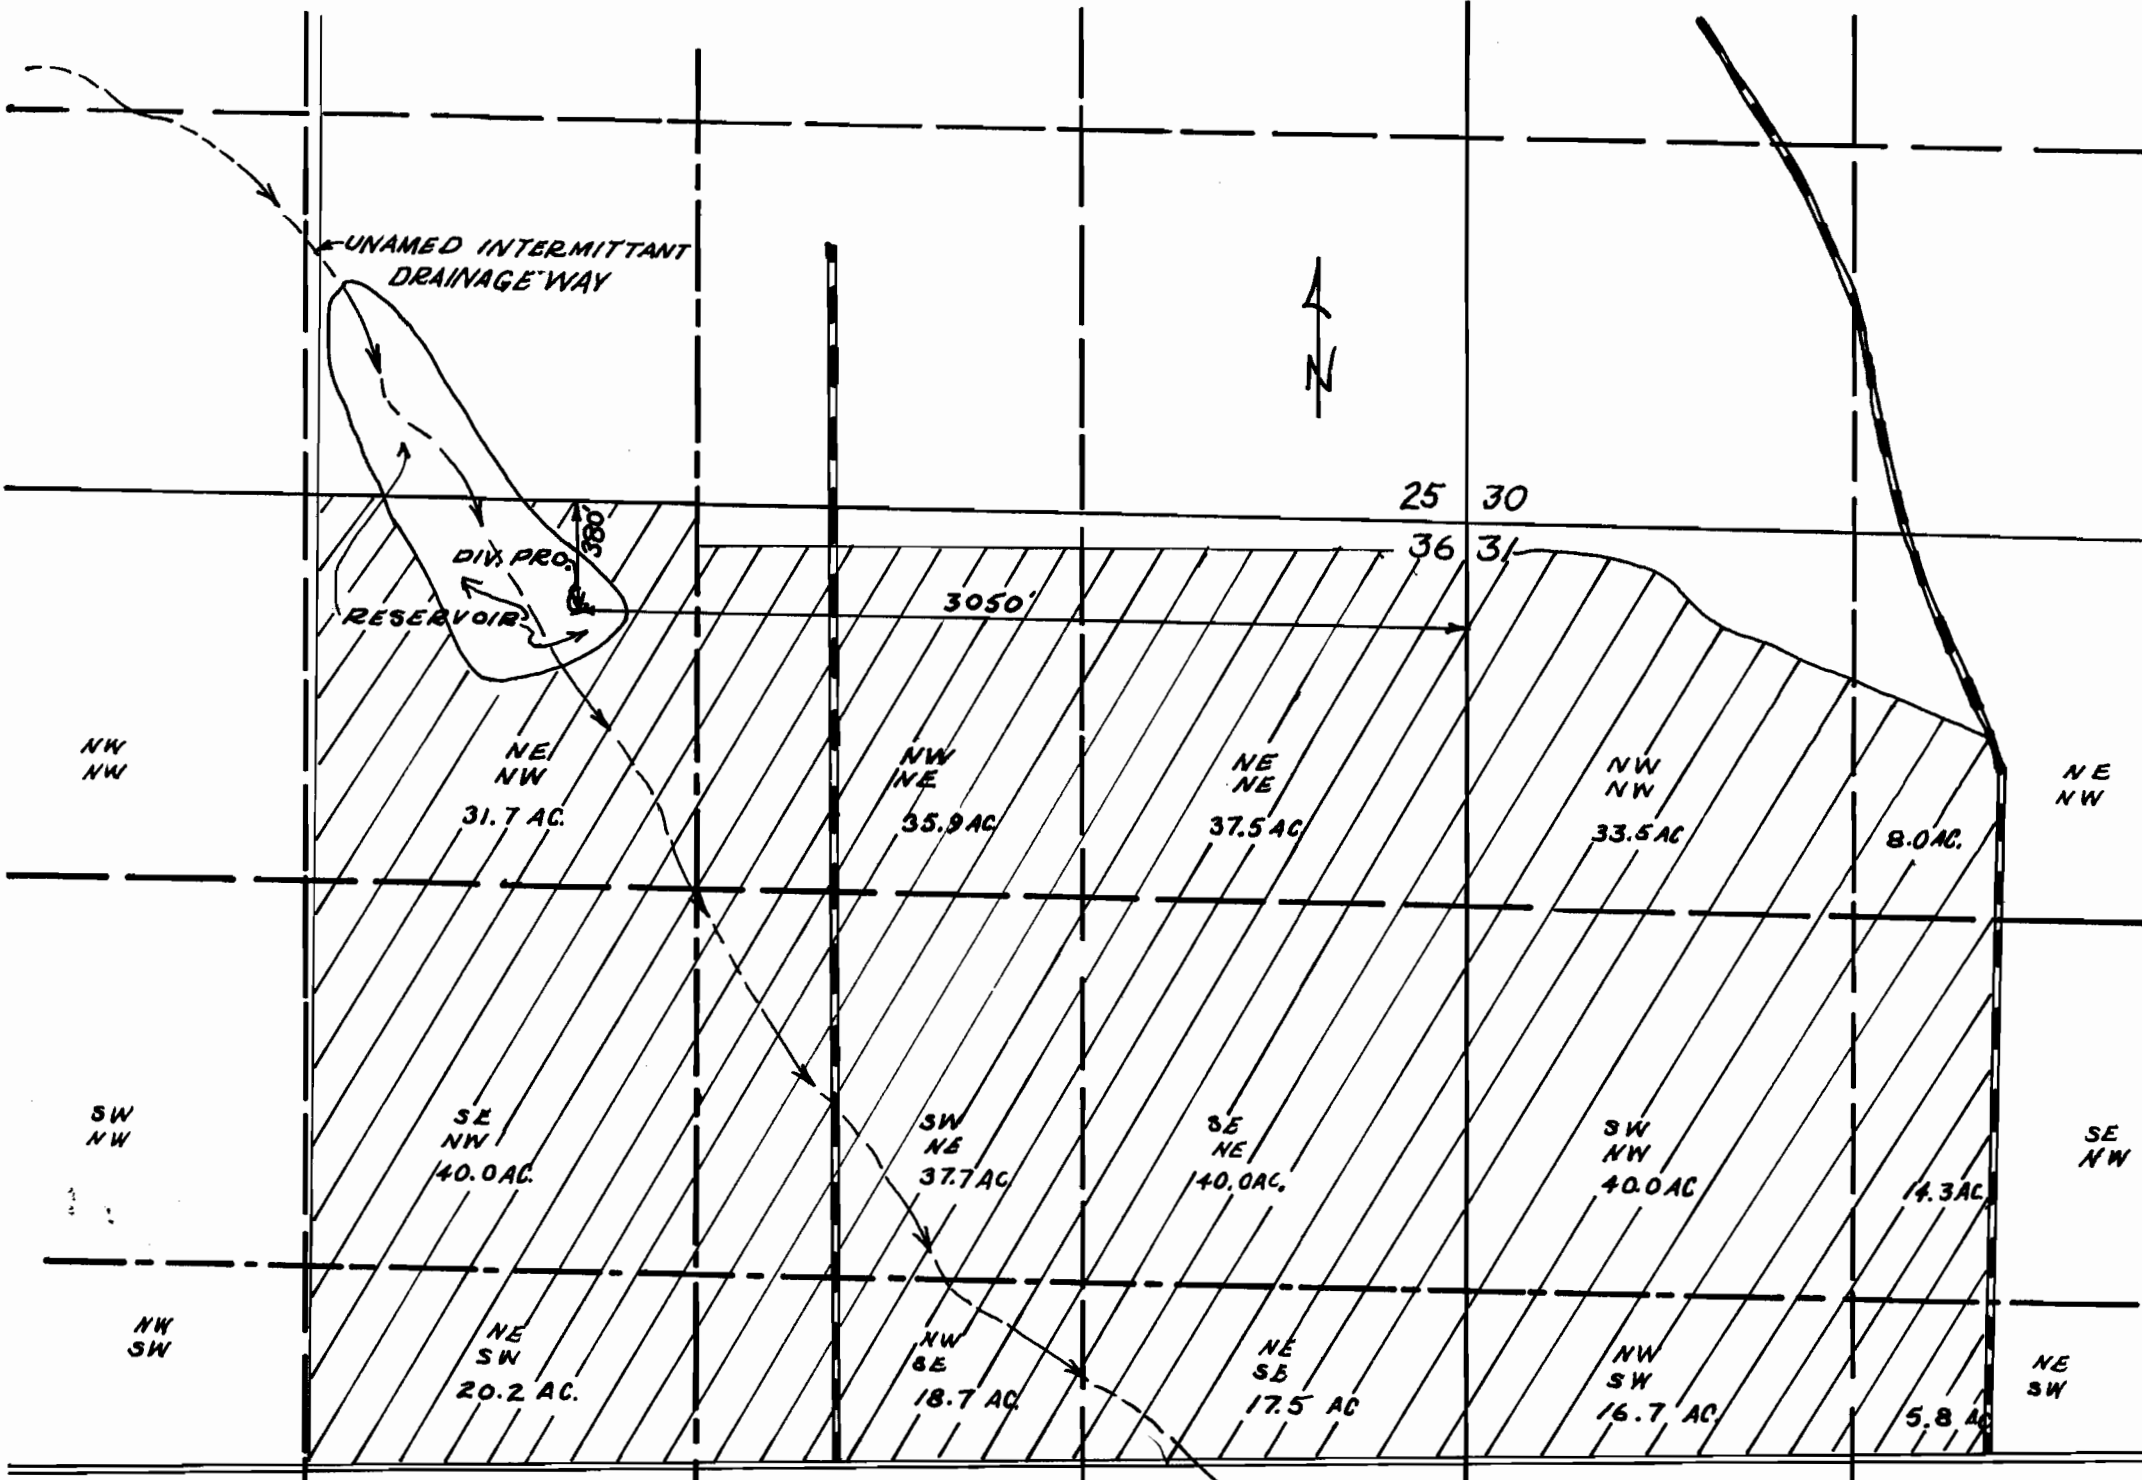 UNAMED INTERMITTANT
DRAINAGE WAY
N
25 30
36 31
380'
DIV. PRO.
RESERVOIR
3050'
NW
NW
NE
NW
31.7 AC.
NW
NE
35.9 AC
NE
NE
37.5 AC
NW
NW
33.5 AC
8.0 AC.
NE
NW
SW
NW
SE
NW
40.0 AC.
SW
NE
37.7 AC.
SE
NE
40.0 AC.
SW
NW
40.0 AC
14.3 AC
SE
NW
NW
SW
NE
SW
20.2 AC.
NW
SE
18.7 AC.
NE
SE
17.5 AC
NW
SW
16.7 AC.
5.8 AC
NE
SW